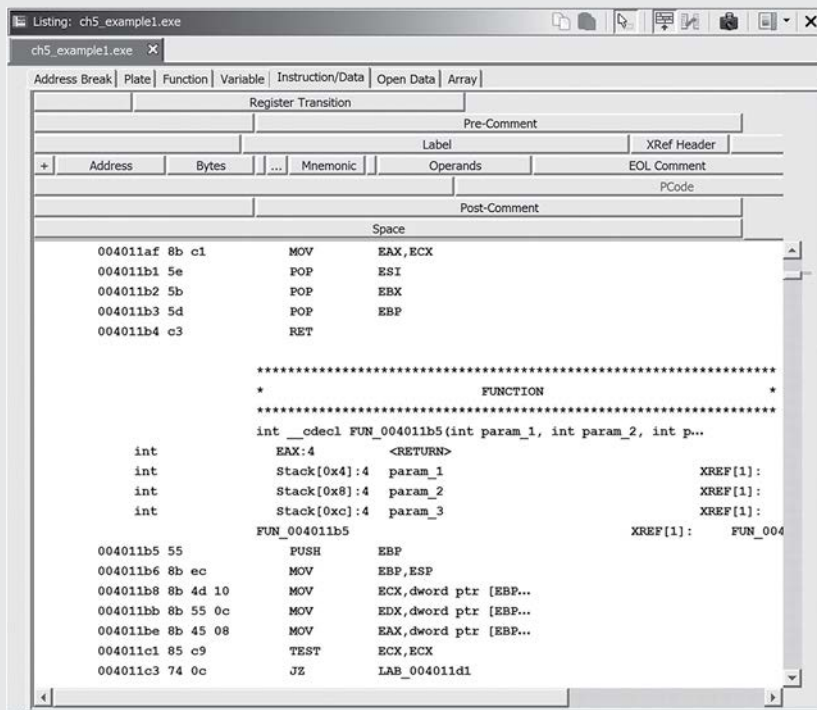 Listing: ch5_example1.exe
ch5_example1.exe
Address Break Plate Function Variable Instruction/Data Open Data Array
Register Transition
Pre-Comment
Label XRef Header
+ Address Bytes ... Mnemonic Operands EOL Comment
PCode
Post-Comment
Space
004011af 8b c1 MOV EAX,ECX
004011b1 5e POP ESI
004011b2 5b POP EBX
004011b3 5d POP EBP
004011b4 c3 RET
**********************************************************************
* FUNCTION *
**********************************************************************
int __cdecl FUN_004011b5(int param_1, int param_2, int p...
int EAX:4 <RETURN>
int Stack[0x4]:4 param_1 XREF[1]:
int Stack[0x8]:4 param_2 XREF[1]:
int Stack[0xc]:4 param_3 XREF[1]:
FUN_004011b5 XREF[1]: FUN_004
004011b5 55 PUSH EBP
004011b6 8b ec MOV EBP,ESP
004011b8 8b 4d 10 MOV ECX,dword ptr [EBP...
004011bb 8b 55 0c MOV EDX,dword ptr [EBP...
004011be 8b 45 08 MOV EAX,dword ptr [EBP...
004011c1 85 c9 TEST ECX,ECX
004011c3 74 0c JZ LAB_004011d1